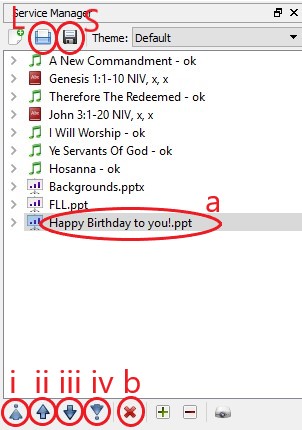 Service Manager
L S
Theme: Default
A New Commandment - ok
Genesis 1:1-10 NIV, x, x
Therefore The Redeemed - ok
John 3:1-20 NIV, x, x
I Will Worship - ok
Ye Servants Of God - ok
Hosanna - ok
Backgrounds.pptx
FLL.ppt
a
Happy Birthday to you!.ppt
i ii iii iv b